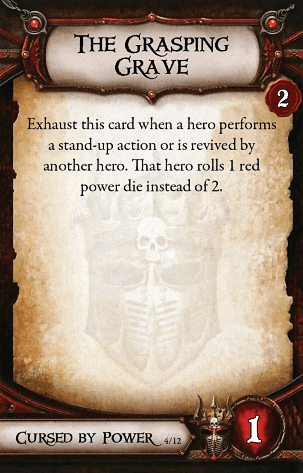 The Grasping
Grave
2
Exhaust this card when a hero performs
a stand-up action or is revived by
another hero. That hero rolls 1 red
power die instead of 2.
Cursed by Power 4/12
1